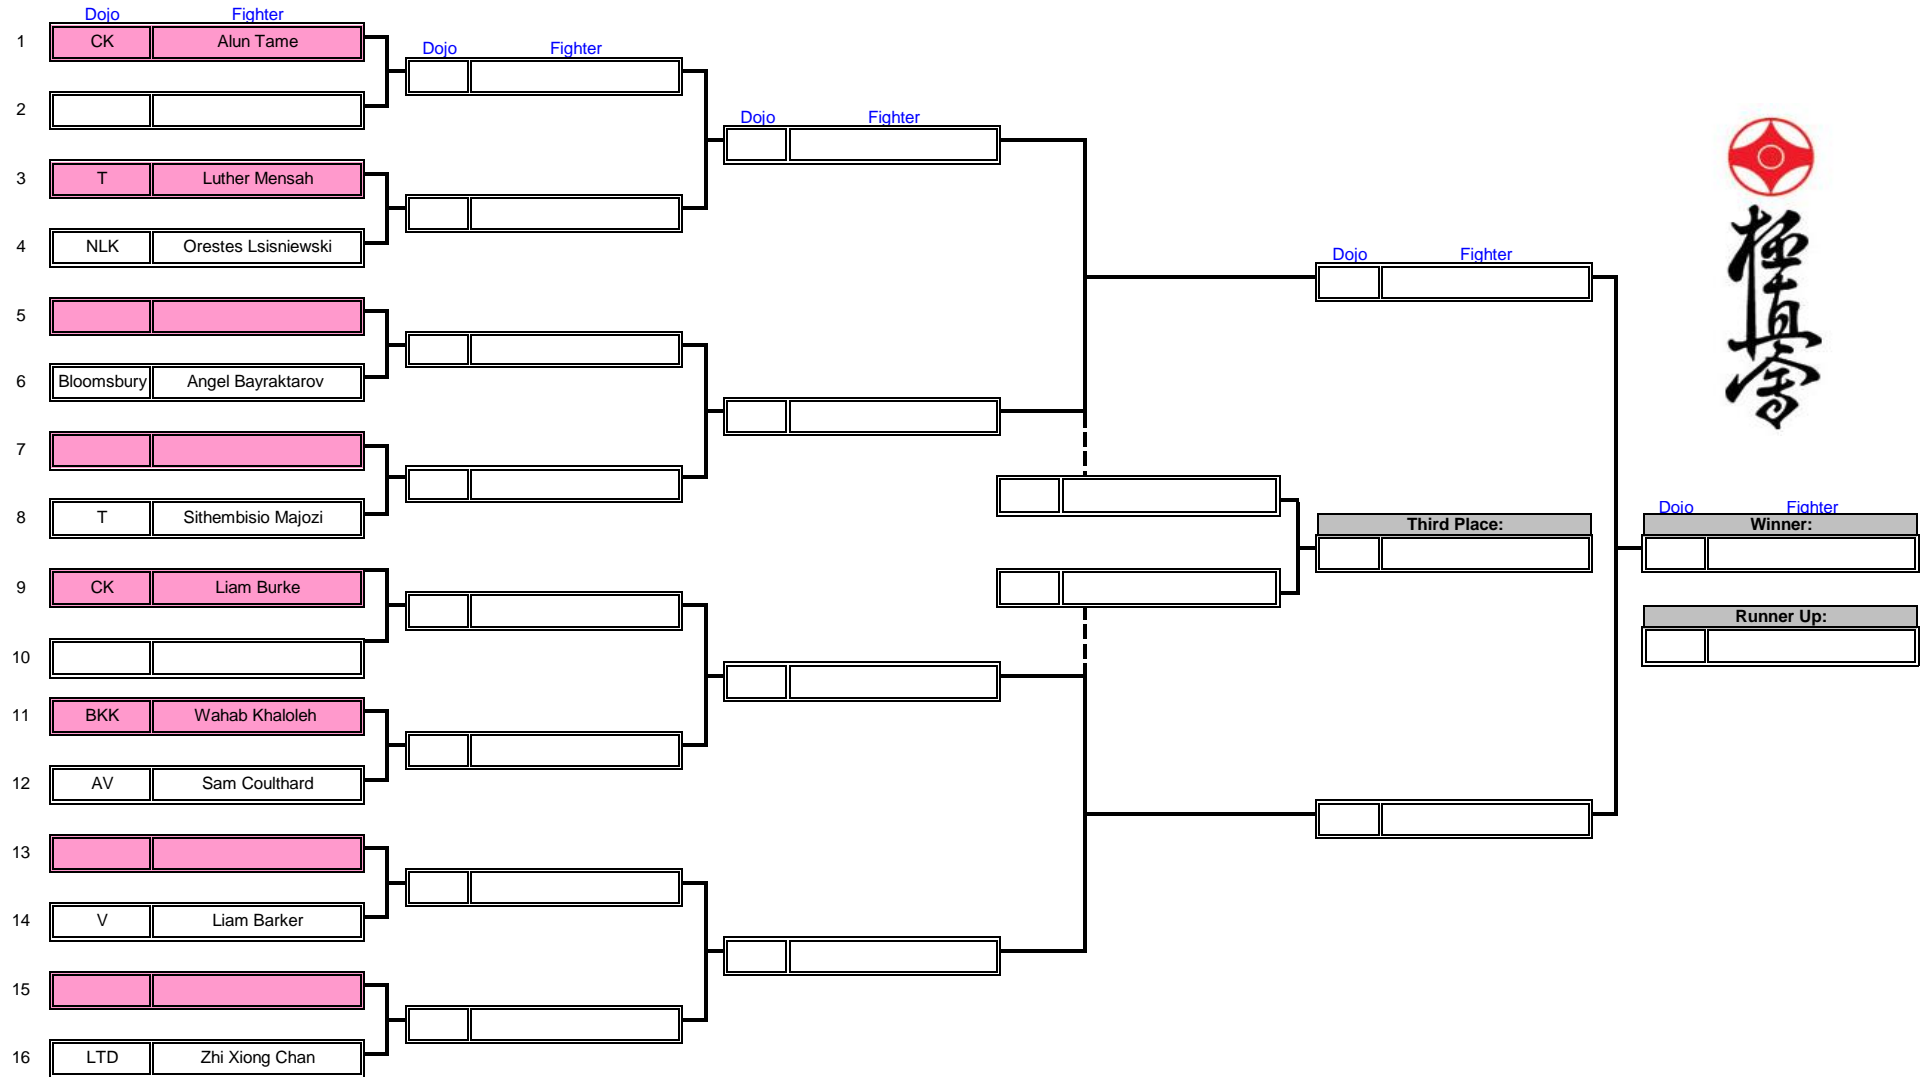 Dojo Fighter
1 CK Alun Tame
Dojo Fighter
2
Dojo Fighter
3 T Luther Mensah
4 NLK Orestes Lsisniewski
Dojo Fighter
5
6 Bloomsbury Angel Bayraktarov
7
8 T Sithembisio Majozi
Third Place:
Dojo Fighter
Winner:
9 CK Liam Burke
Runner Up:
10
11 BKK Wahab Khaloleh
12 AV Sam Coulthard
13
14 V Liam Barker
15
16 LTD Zhi Xiong Chan
極真会